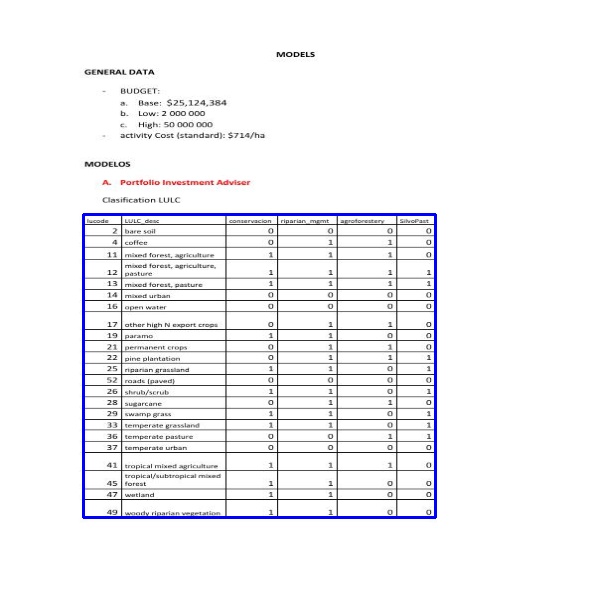 MODELS
GENERAL DATA
- BUDGET:
a. Base: $25,124,384
b. Low: 2 000 000
c. High: 50 000 000
- activity Cost (standard): $714/ha
MODELOS
A. Portfolio Investment Adviser
Clasification LULC
lucode LULC_desc conservacion riparian_mgmt agroforestery SilvoPast
2 bare soil 0 0 0 0
4 coffee 0 1 1 0
11 mixed forest, agriculture 1 1 1 0
mixed forest, agriculture,
12 pasture 1 1 1 1
13 mixed forest, pasture 1 1 1 1
14 mixed urban 0 0 0 0
16 open water 0 0 0 0
17 other high N export crops 0 1 1 0
19 paramo 1 1 0 0
21 permanent crops 0 1 1 0
22 pine plantation 0 1 1 1
25 riparian grassland 1 1 0 1
52 roads (paved) 0 0 0 0
26 shrub/scrub 1 1 0 1
28 sugarcane 0 1 1 0
29 swamp grass 1 1 0 1
33 temperate grassland 1 1 0 1
36 temperate pasture 0 0 1 1
37 temperate urban 0 0 0 0
41 tropical mixed agriculture 1 1 1 0
tropical/subtropical mixed
45 forest 1 1 0 0
47 wetland 1 1 0 0
49 woody riparian vegetation 1 1 0 0